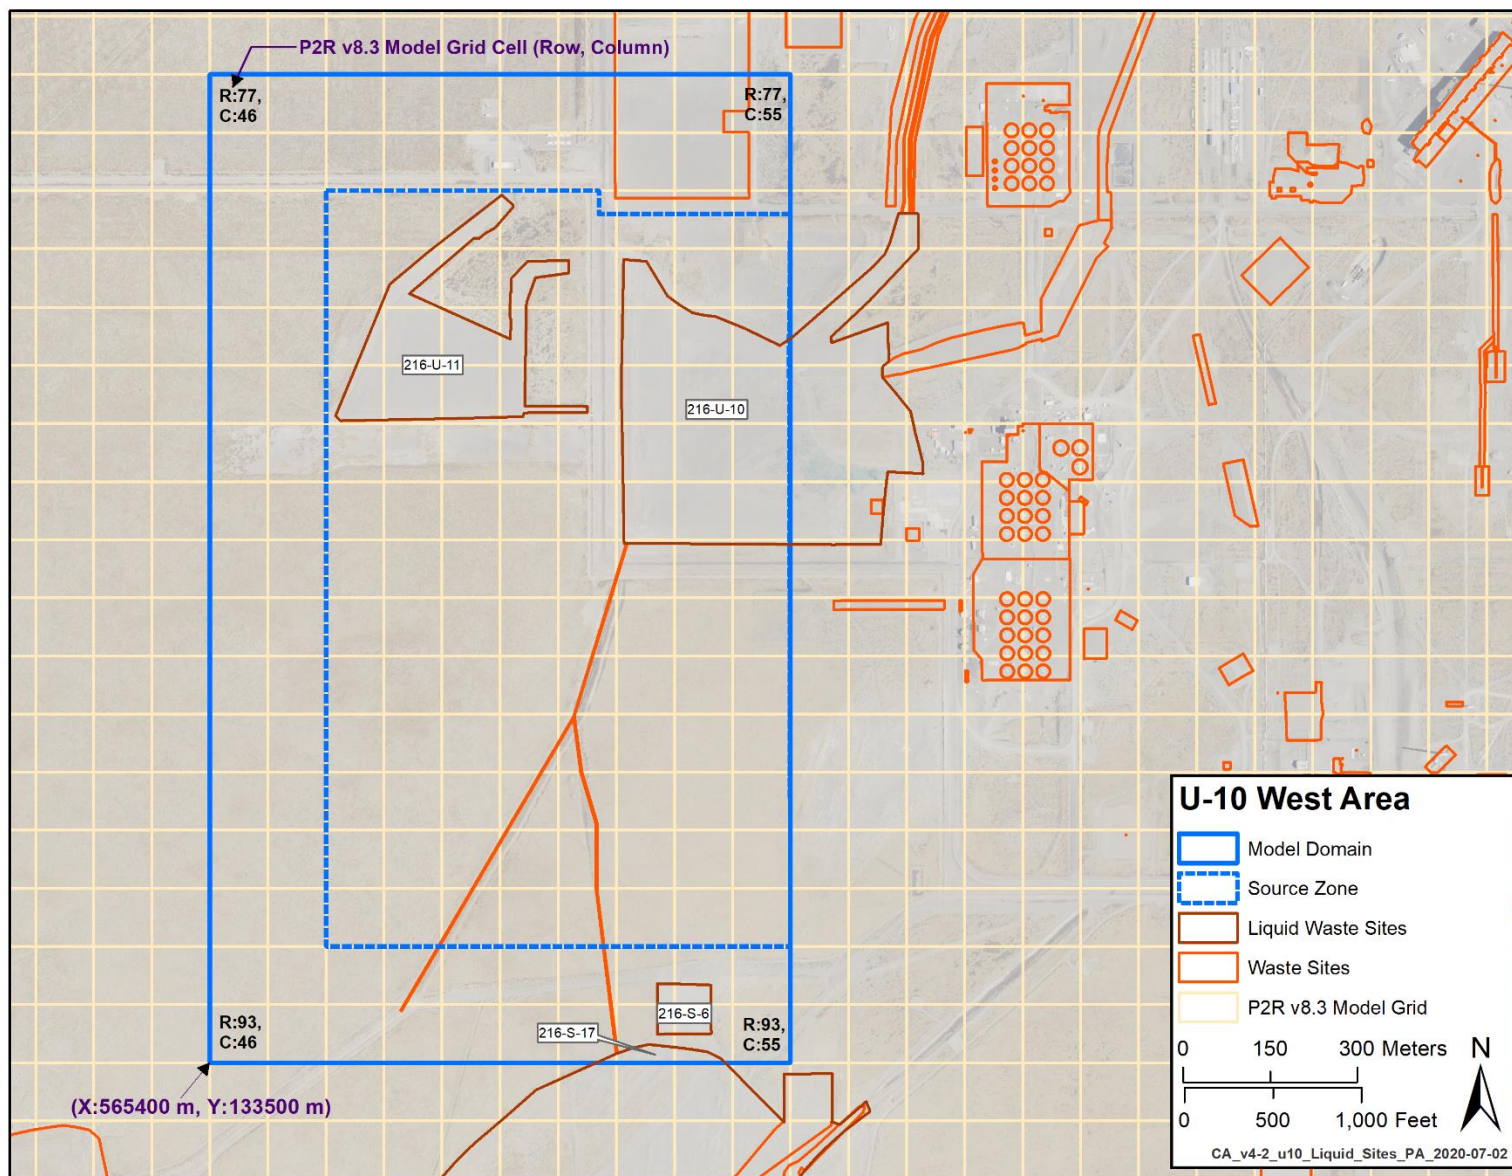 P2R v8.3 Model Grid Cell (Row, Column)
R:77,
C:46
R:77,
C:55
216-U-11
216-U-10
R:93,
C:46
216-S-6
216-S-17
R:93,
C:55
(X:565400 m, Y:133500 m)
U-10 West Area
Model Domain
Source Zone
Liquid Waste Sites
Waste Sites
P2R v8.3 Model Grid
0 150 300 Meters
N
0 500 1,000 Feet
CA_v4-2_u10_Liquid_Sites_PA_2020-07-02